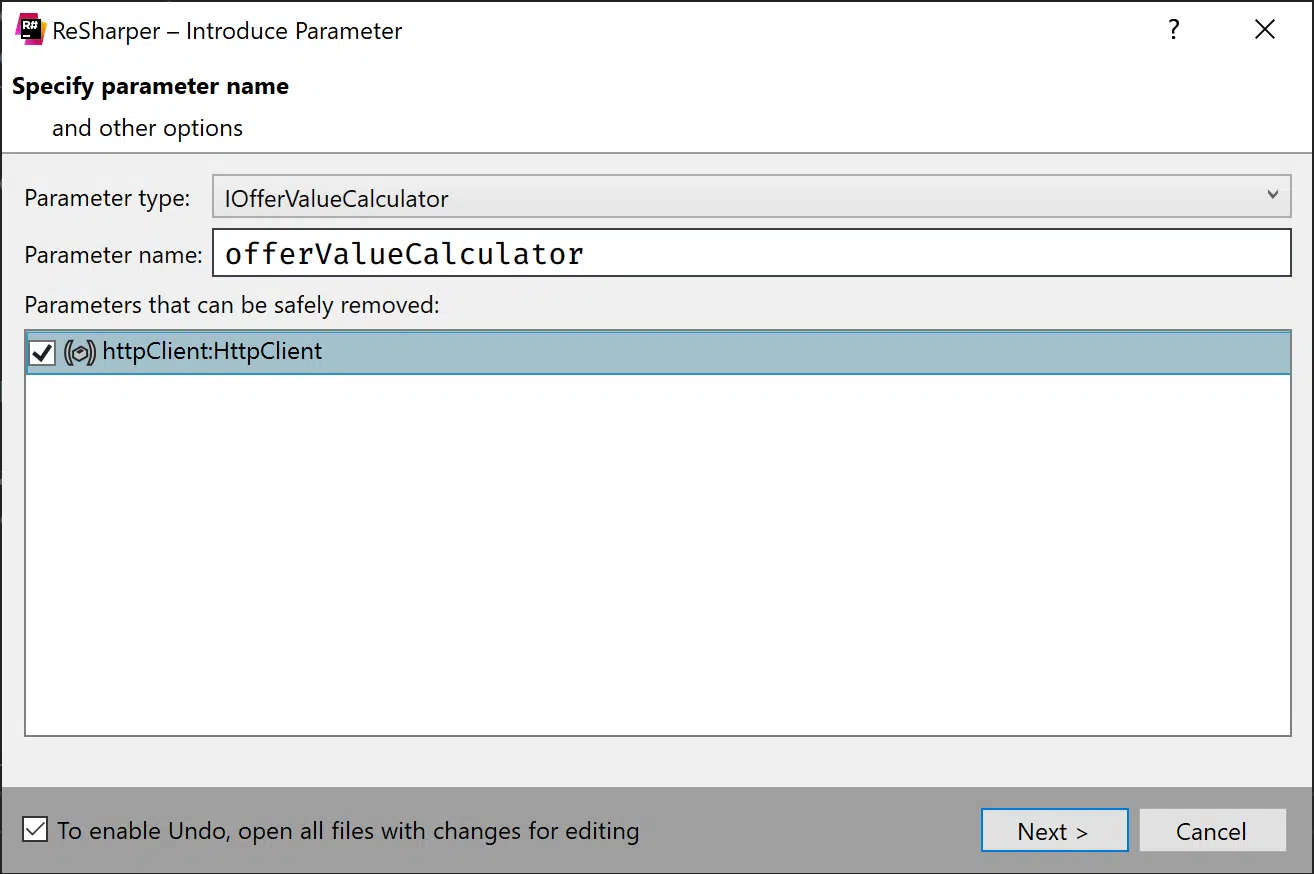 R#
ReSharper – Introduce Parameter
?
Specify parameter name
and other options
Parameter type: IOfferValueCalculator
Parameter name: offerValueCalculator
Parameters that can be safely removed:
httpClient:HttpClient
To enable Undo, open all files with changes for editing
Next > Cancel